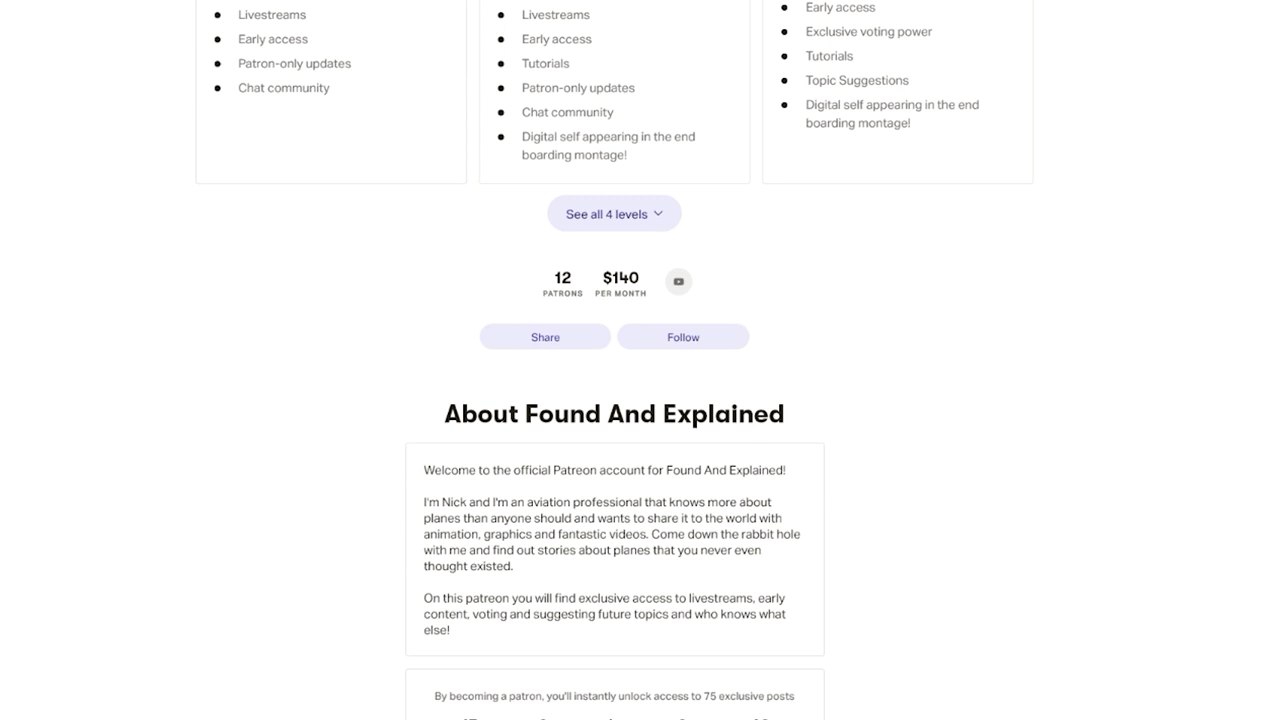 Livestreams
Early access
Patron-only updates
Chat community
Livestreams
Early access
Tutorials
Patron-only updates
Chat community
Digital self appearing in the end
boarding montage!
Early access
Exclusive voting power
Tutorials
Topic Suggestions
Digital self appearing in the end
boarding montage!
See all 4 levels
12
PATRONS
$140
PER MONTH
Share
Follow
About Found And Explained
Welcome to the official Patreon account for Found And Explained!
I'm Nick and I'm an aviation professional that knows more about
planes than anyone should and wants to share it to the world with
animation, graphics and fantastic videos. Come down the rabbit hole
with me and find out stories about planes that you never even
thought existed.
On this patreon you will find exclusive access to livestreams, early
content, voting and suggesting future topics and who knows what
else!
By becoming a patron, you'll instantly unlock access to 75 exclusive posts